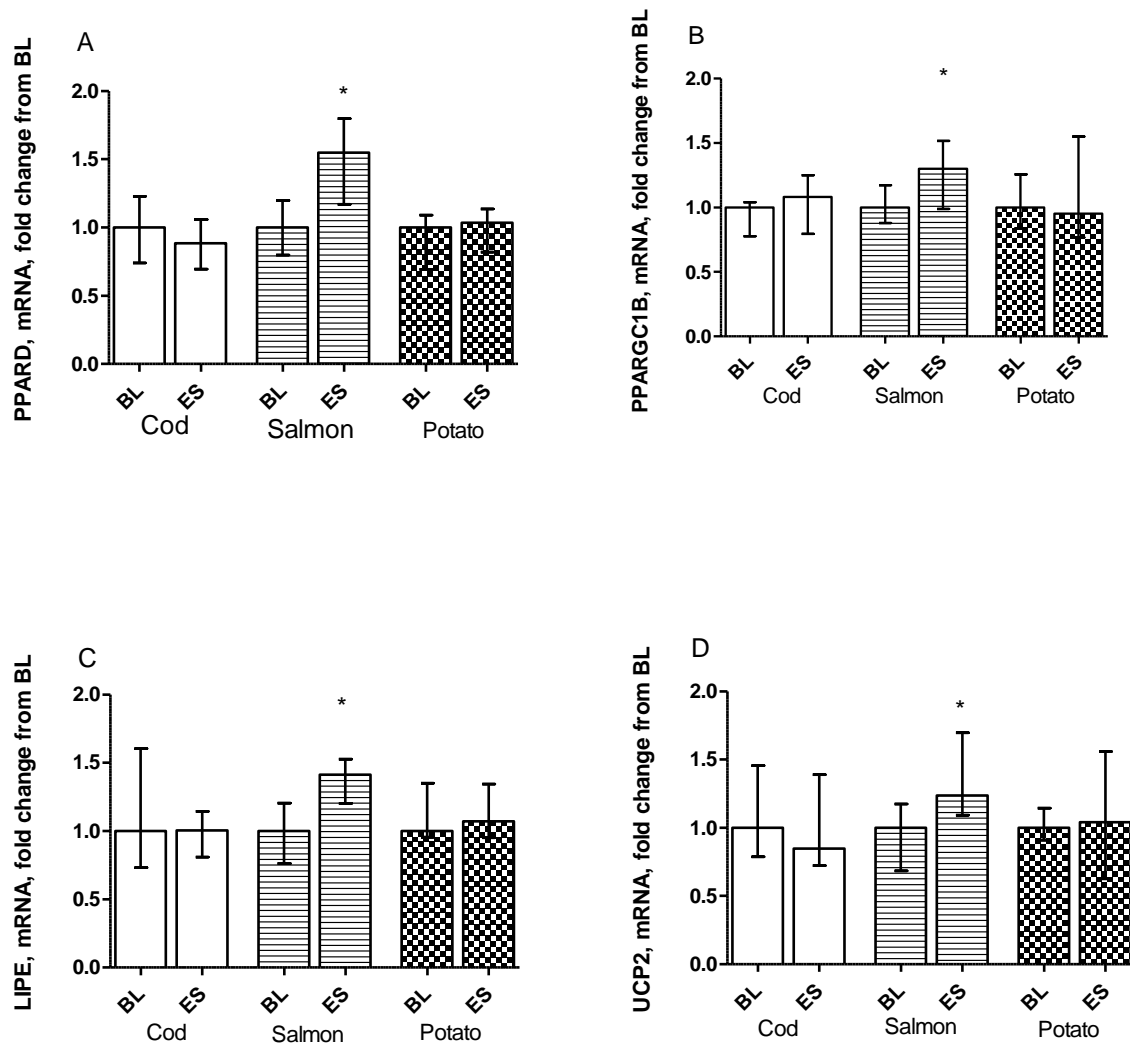 A
PPARD, mRNA, fold change from BL
2.0
1.5
1.0
0.5
0.0
BL ES BL ES BL ES
Cod Salmon Potato
*
B
PPARGC1B, mRNA, fold change from BL
2.0
1.5
1.0
0.5
0.0
BL ES BL ES BL ES
Cod Salmon Potato
*
C
LIPE, mRNA, fold change from BL
2.0
1.5
1.0
0.5
0.0
BL ES BL ES BL ES
Cod Salmon Potato
*
D
UCP2, mRNA, fold change from BL
2.0
1.5
1.0
0.5
0.0
BL ES BL ES BL ES
Cod Salmon Potato
*